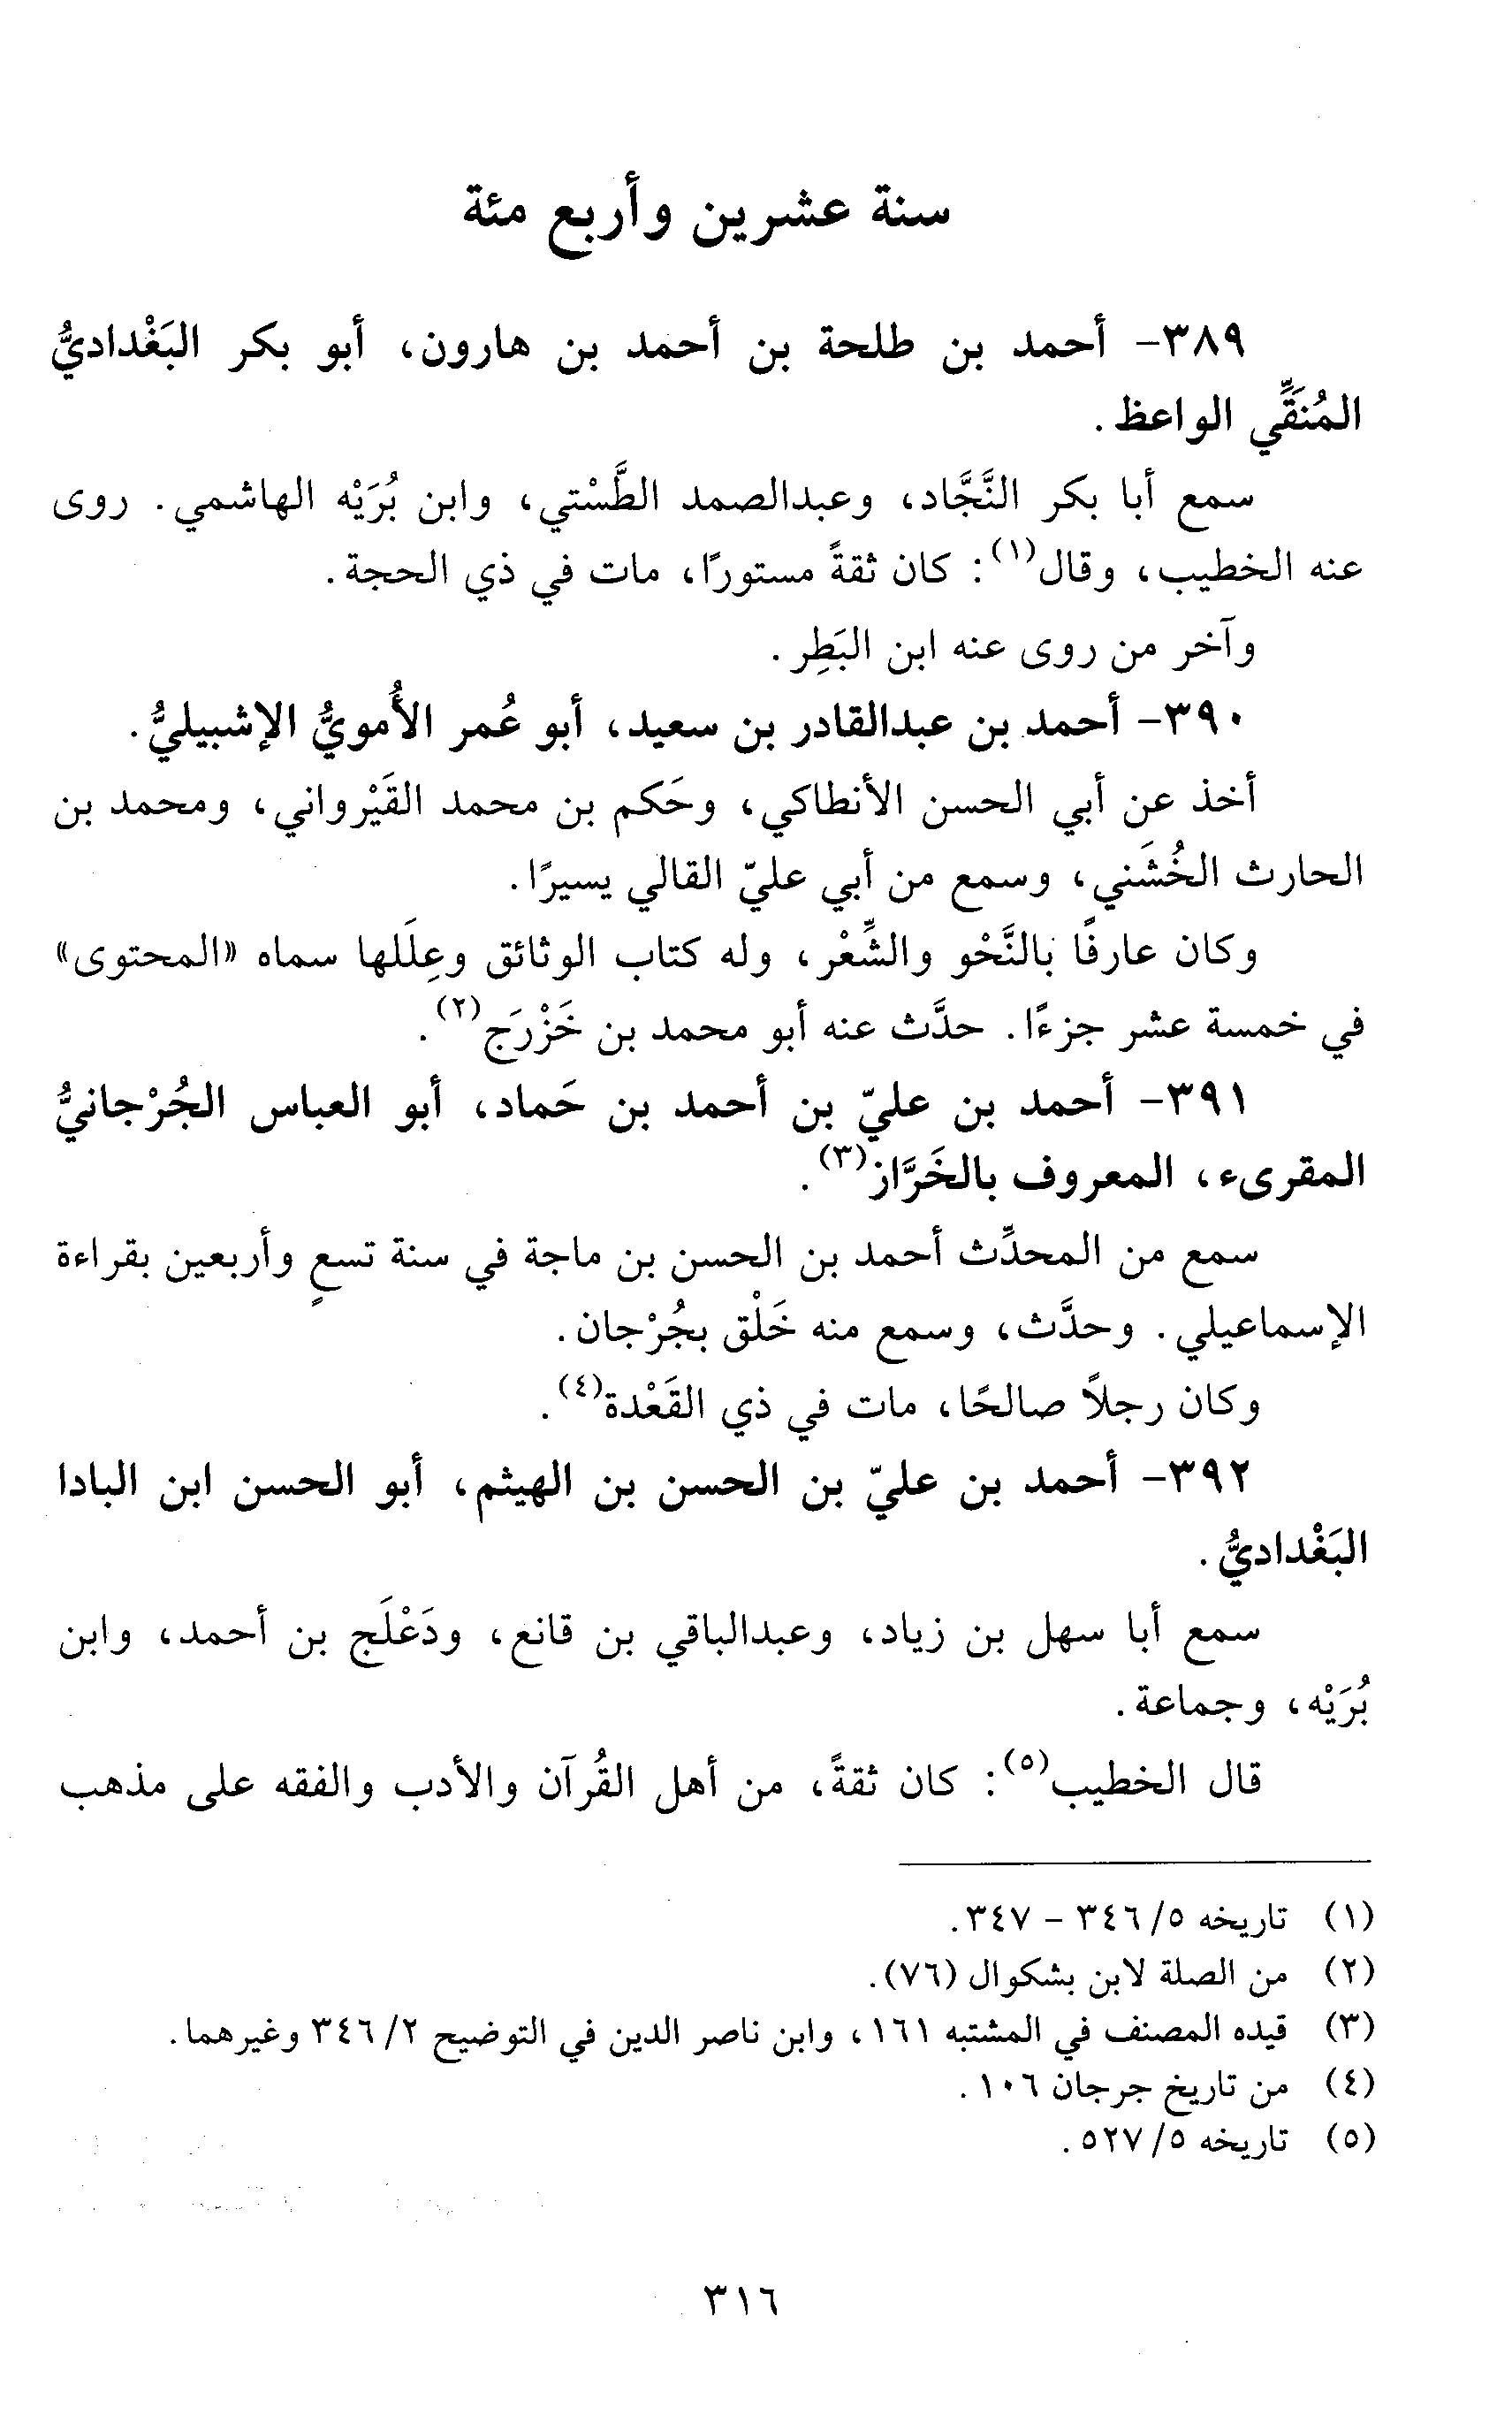 سنة عشرين وأربع مئة
٣٨٩- أحمد بن طلحة بن أحمد بن هارون، أبو بكر البَغْداديُّ
المُنَقِّي الواعظ.
سمع أبا بكر النَّجَّاد، وعبدالصمد الطَّسْتي، وابن بُرَيْه الهاشمي. روى
عنه الخطيب، وقال(١): كان ثقةً مستورًا، مات في ذي الحجة.
وآخر من روى عنه ابن البَطِر.
٣٩٠- أحمد بن عبدالقادر بن سعيد، أبو عُمر الأُمويُّ الإشبيليُّ.
أخذ عن أبي الحسن الأنطاكي، وحَكم بن محمد القَيْرواني، ومحمد بن
الحارث الخُشَني، وسمع من أبي عليّ القالي يسيرًا.
وكان عارفًا بالنَّحْو والشِّعْر، وله كتاب الوثائق وعِلَلها سماه «المحتوى»
في خمسة عشر جزءًا. حدَّث عنه أبو محمد بن خَزْرَج(٢).
٣٩١- أحمد بن عليّ بن أحمد بن حَماد، أبو العباس الجُرْجانيُّ
المقرىء، المعروف بالخَرَّاز(٣).
سمع من المحدِّث أحمد بن الحسن بن ماجة في سنة تسعٍ وأربعين بقراءة
الإسماعيلي. وحدَّث، وسمع منه خَلْق بجُرْجان.
وكان رجلاً صالحًا، مات في ذي القَعْدة(٤).
٣٩٢- أحمد بن عليّ بن الحسن بن الهيثم، أبو الحسن ابن البادا
البَغْداديُّ.
سمع أبا سهل بن زياد، وعبدالباقي بن قانع، ودَعْلَج بن أحمد، وابن
بُرَيْه، وجماعة.
قال الخطيب(٥): كان ثقةً، من أهل القُرآن والأدب والفقه على مذهب
(١) تاريخه ٥/ ٣٤٦ - ٣٤٧.
(٢) من الصلة لابن بشكوال (٧٦).
(٣) قيده المصنف في المشتبه ١٦١، وابن ناصر الدين في التوضيح ٢/ ٣٤٦ وغيرهما.
(٤) من تاريخ جرجان ١٠٦.
(٥) تاريخه ٥/ ٥٢٧.
٣١٦